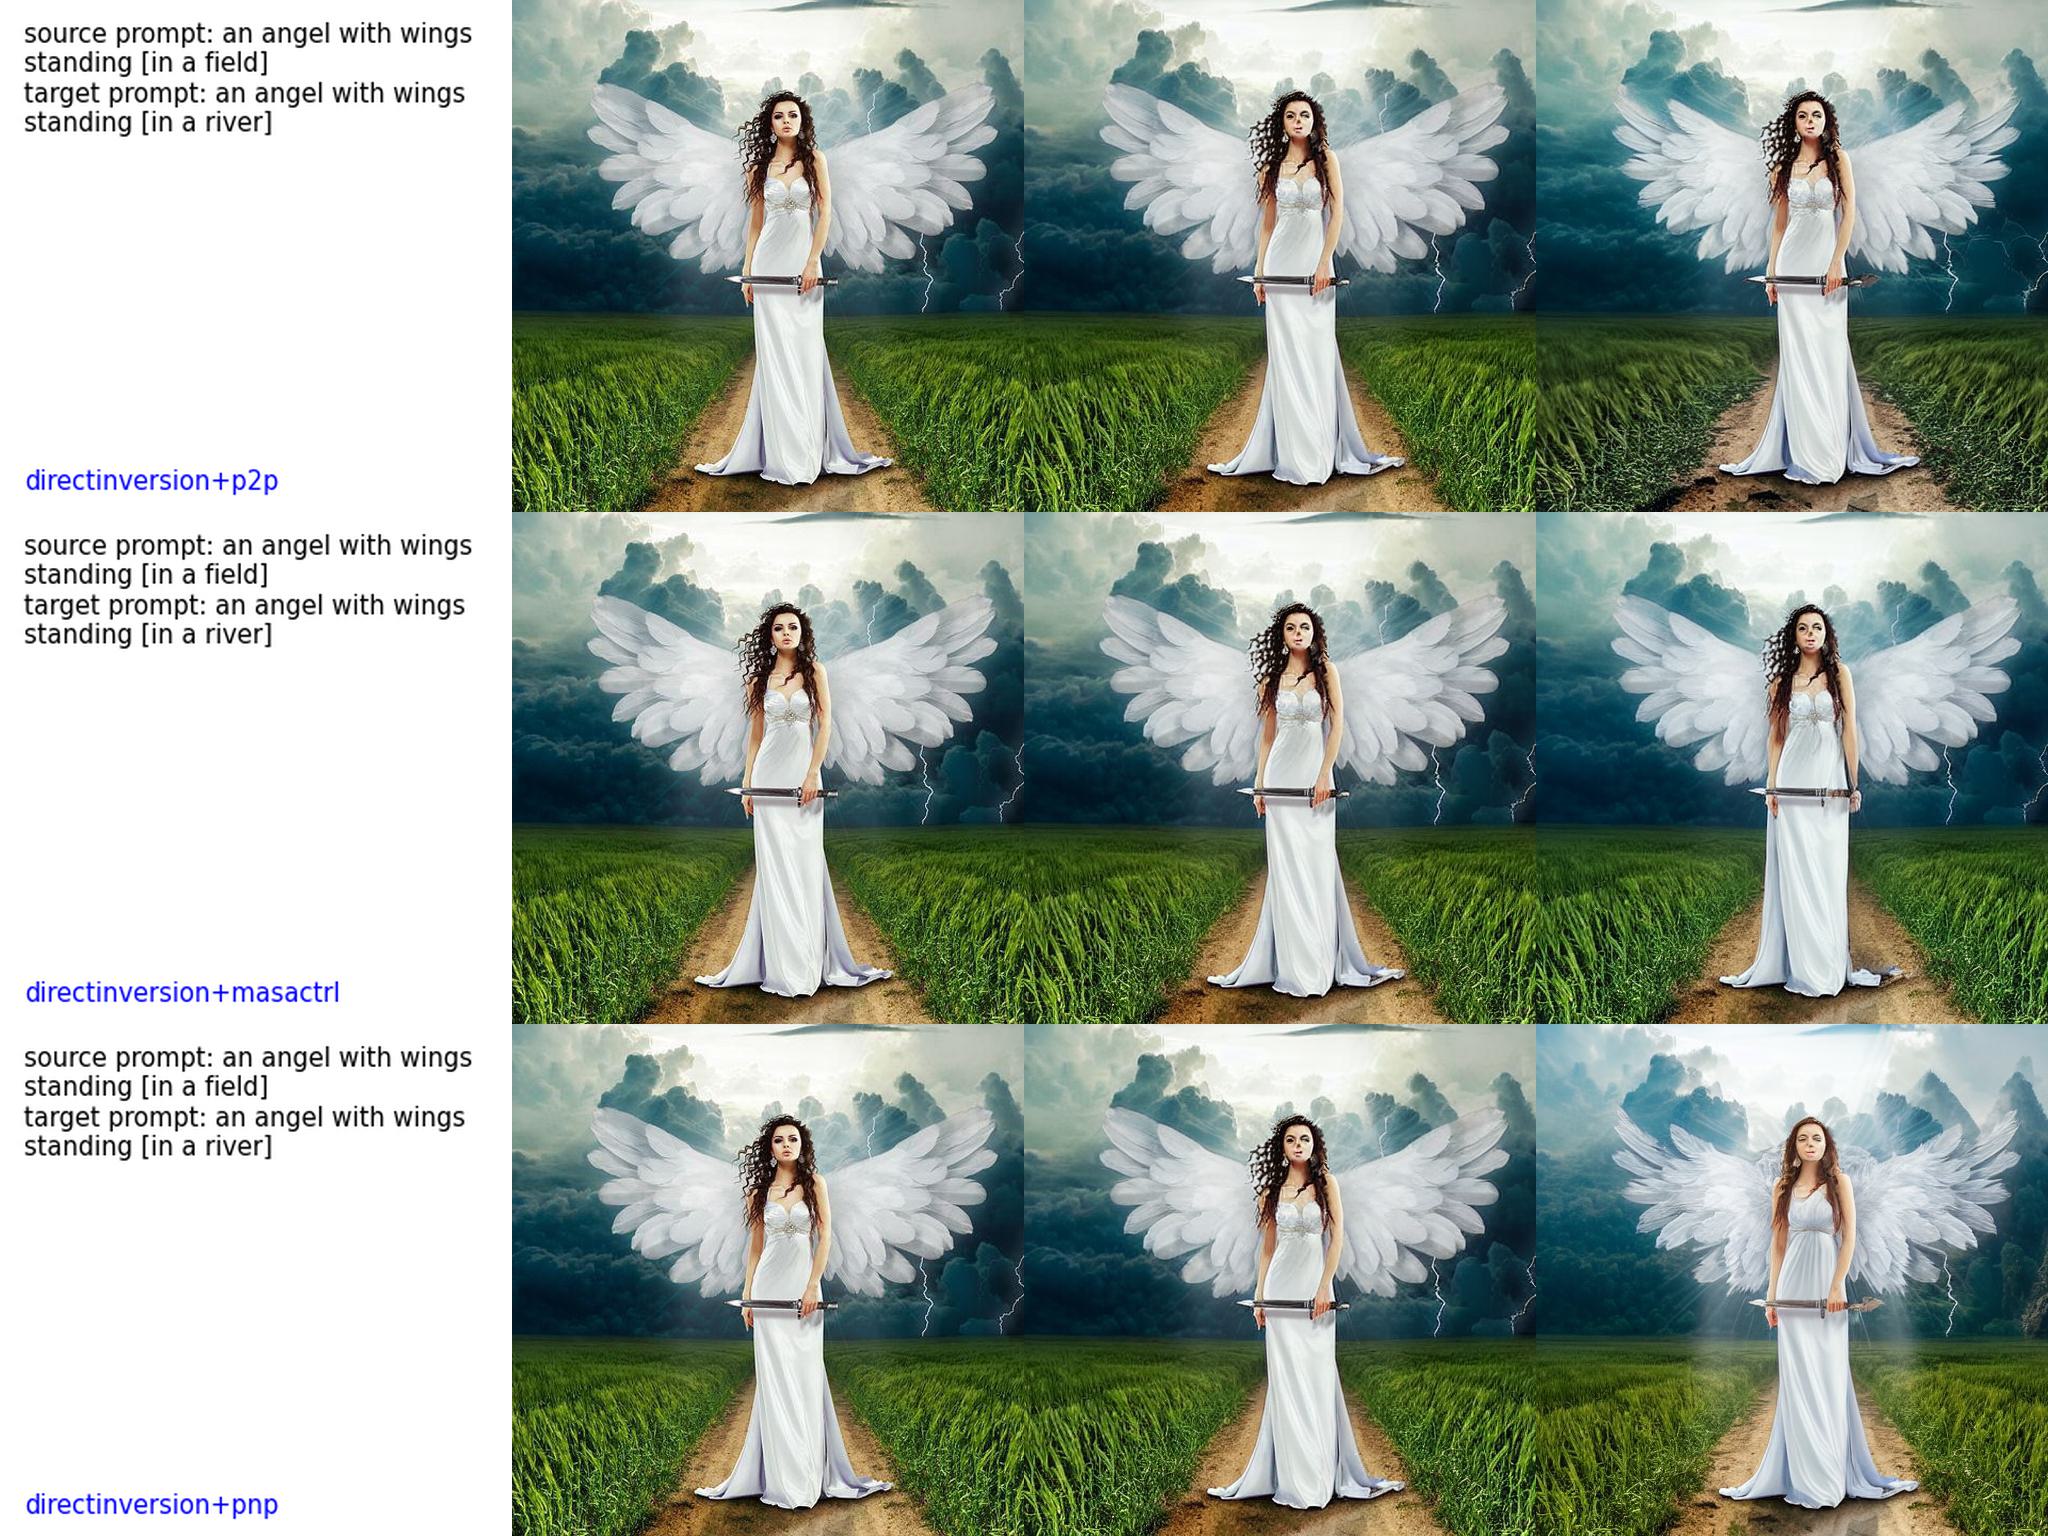 source prompt: an angel with wings
standing [in a field]
target prompt: an angel with wings
standing [in a river]
directinversion+p2p
source prompt: an angel with wings
standing [in a field]
target prompt: an angel with wings
standing [in a river]
directinversion+masactrl
source prompt: an angel with wings
standing [in a field]
target prompt: an angel with wings
standing [in a river]
directinversion+pnp